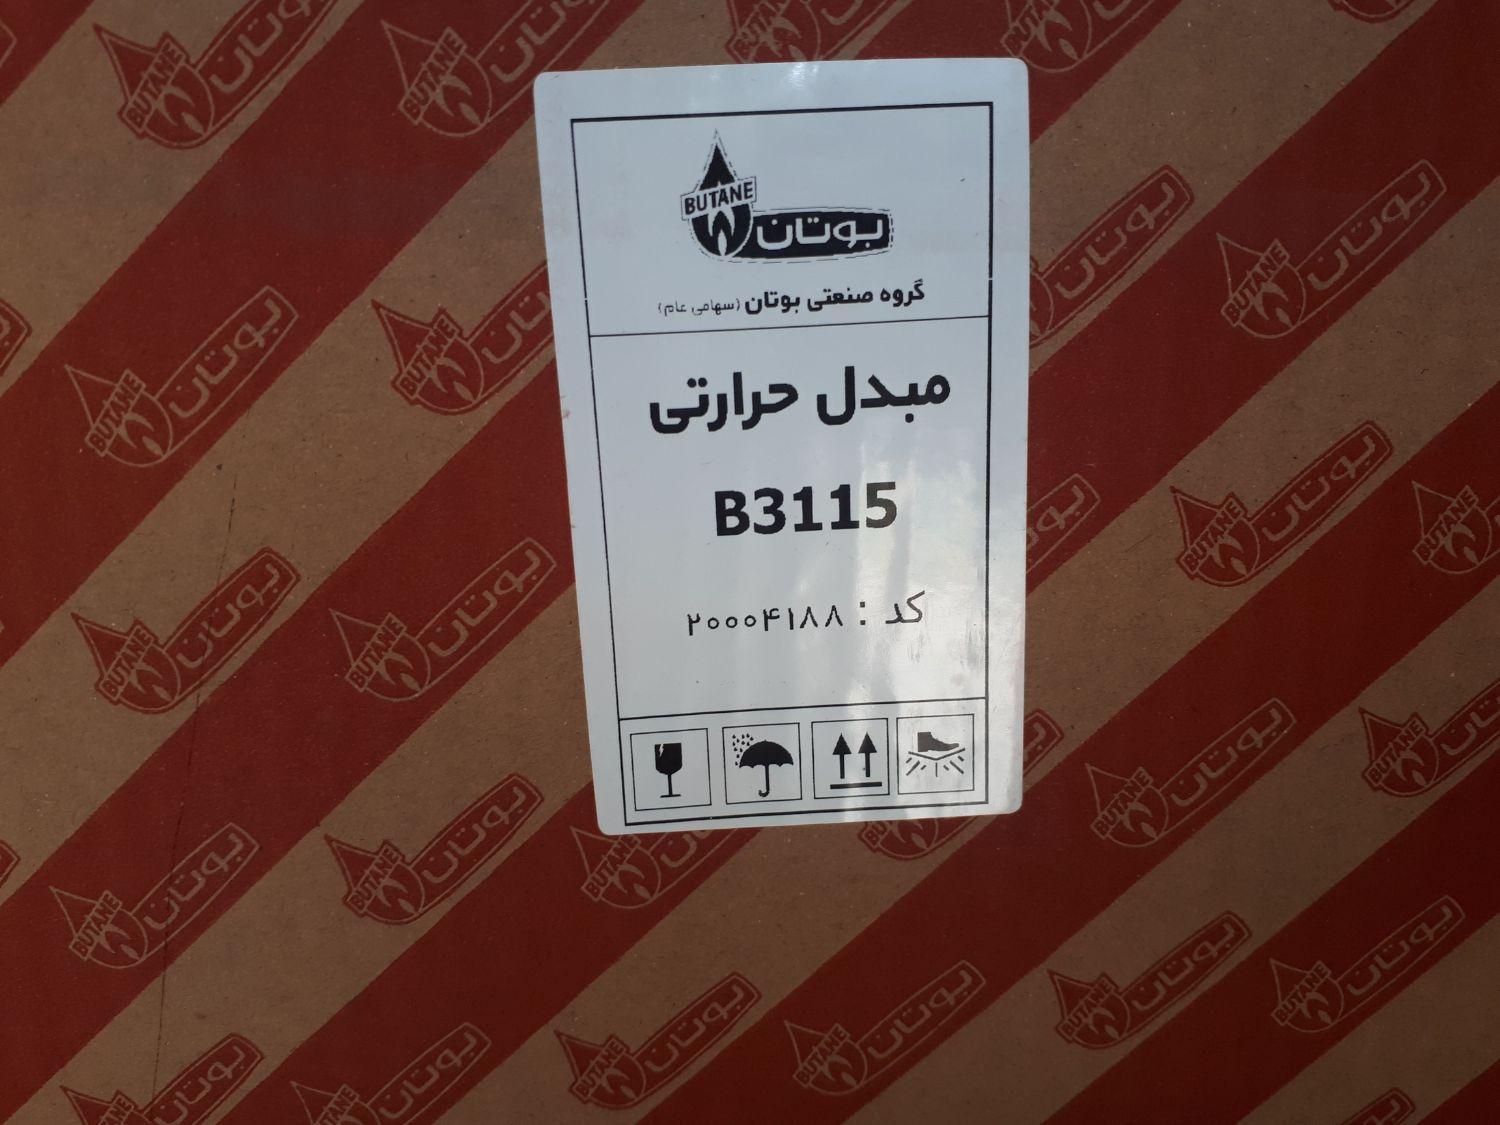 BUTANE
بوتان
گروه صنعتی بوتان (سهامی عام)
مبدل حرارتی
B3115
کد : ۲۰۰۰۴۱۸۸